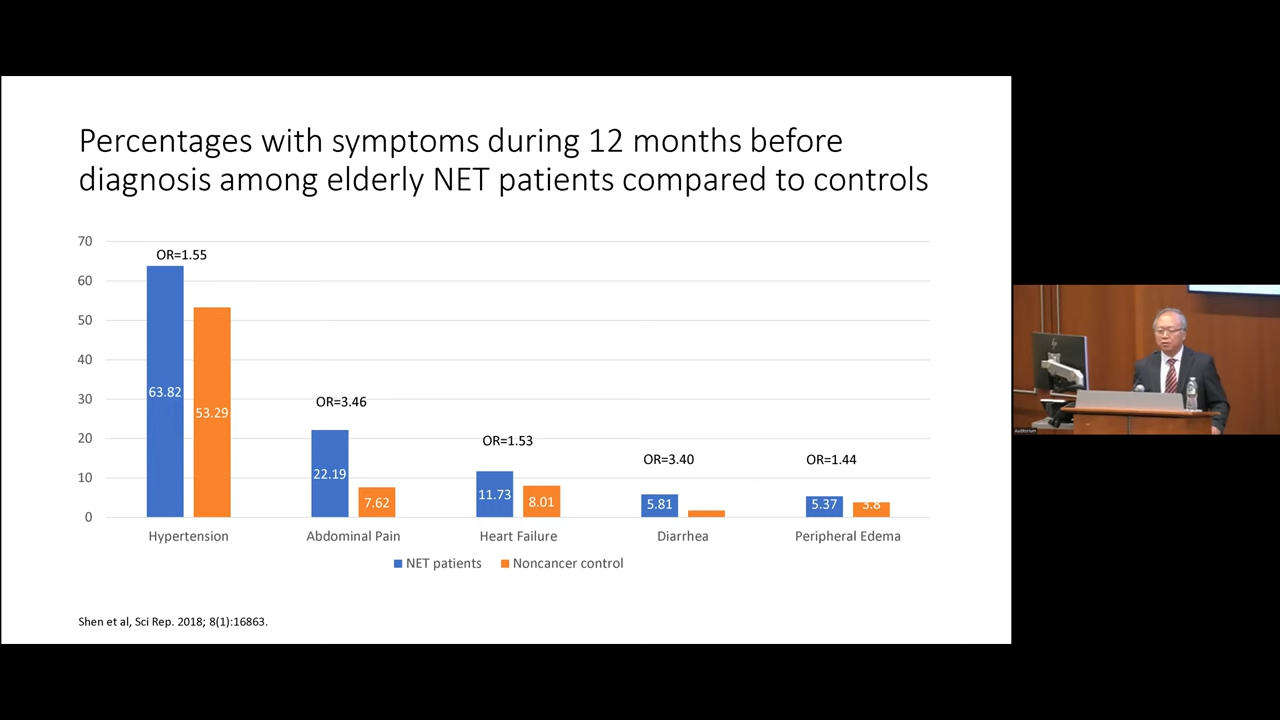 Percentages with symptoms during 12 months before
diagnosis among elderly NET patients compared to controls
70
60
50
40
30
20
10
0
OR=1.55
63.82
53.29
OR=3.46
22.19
7.62
OR=1.53
11.73
8.01
OR=3.40
5.81
OR=1.44
5.37
3.8
Hypertension
Abdominal Pain
Heart Failure
Diarrhea
Peripheral Edema
NET patients
Noncancer control
Shen et al, Sci Rep. 2018; 8(1):16863.
Auditorium